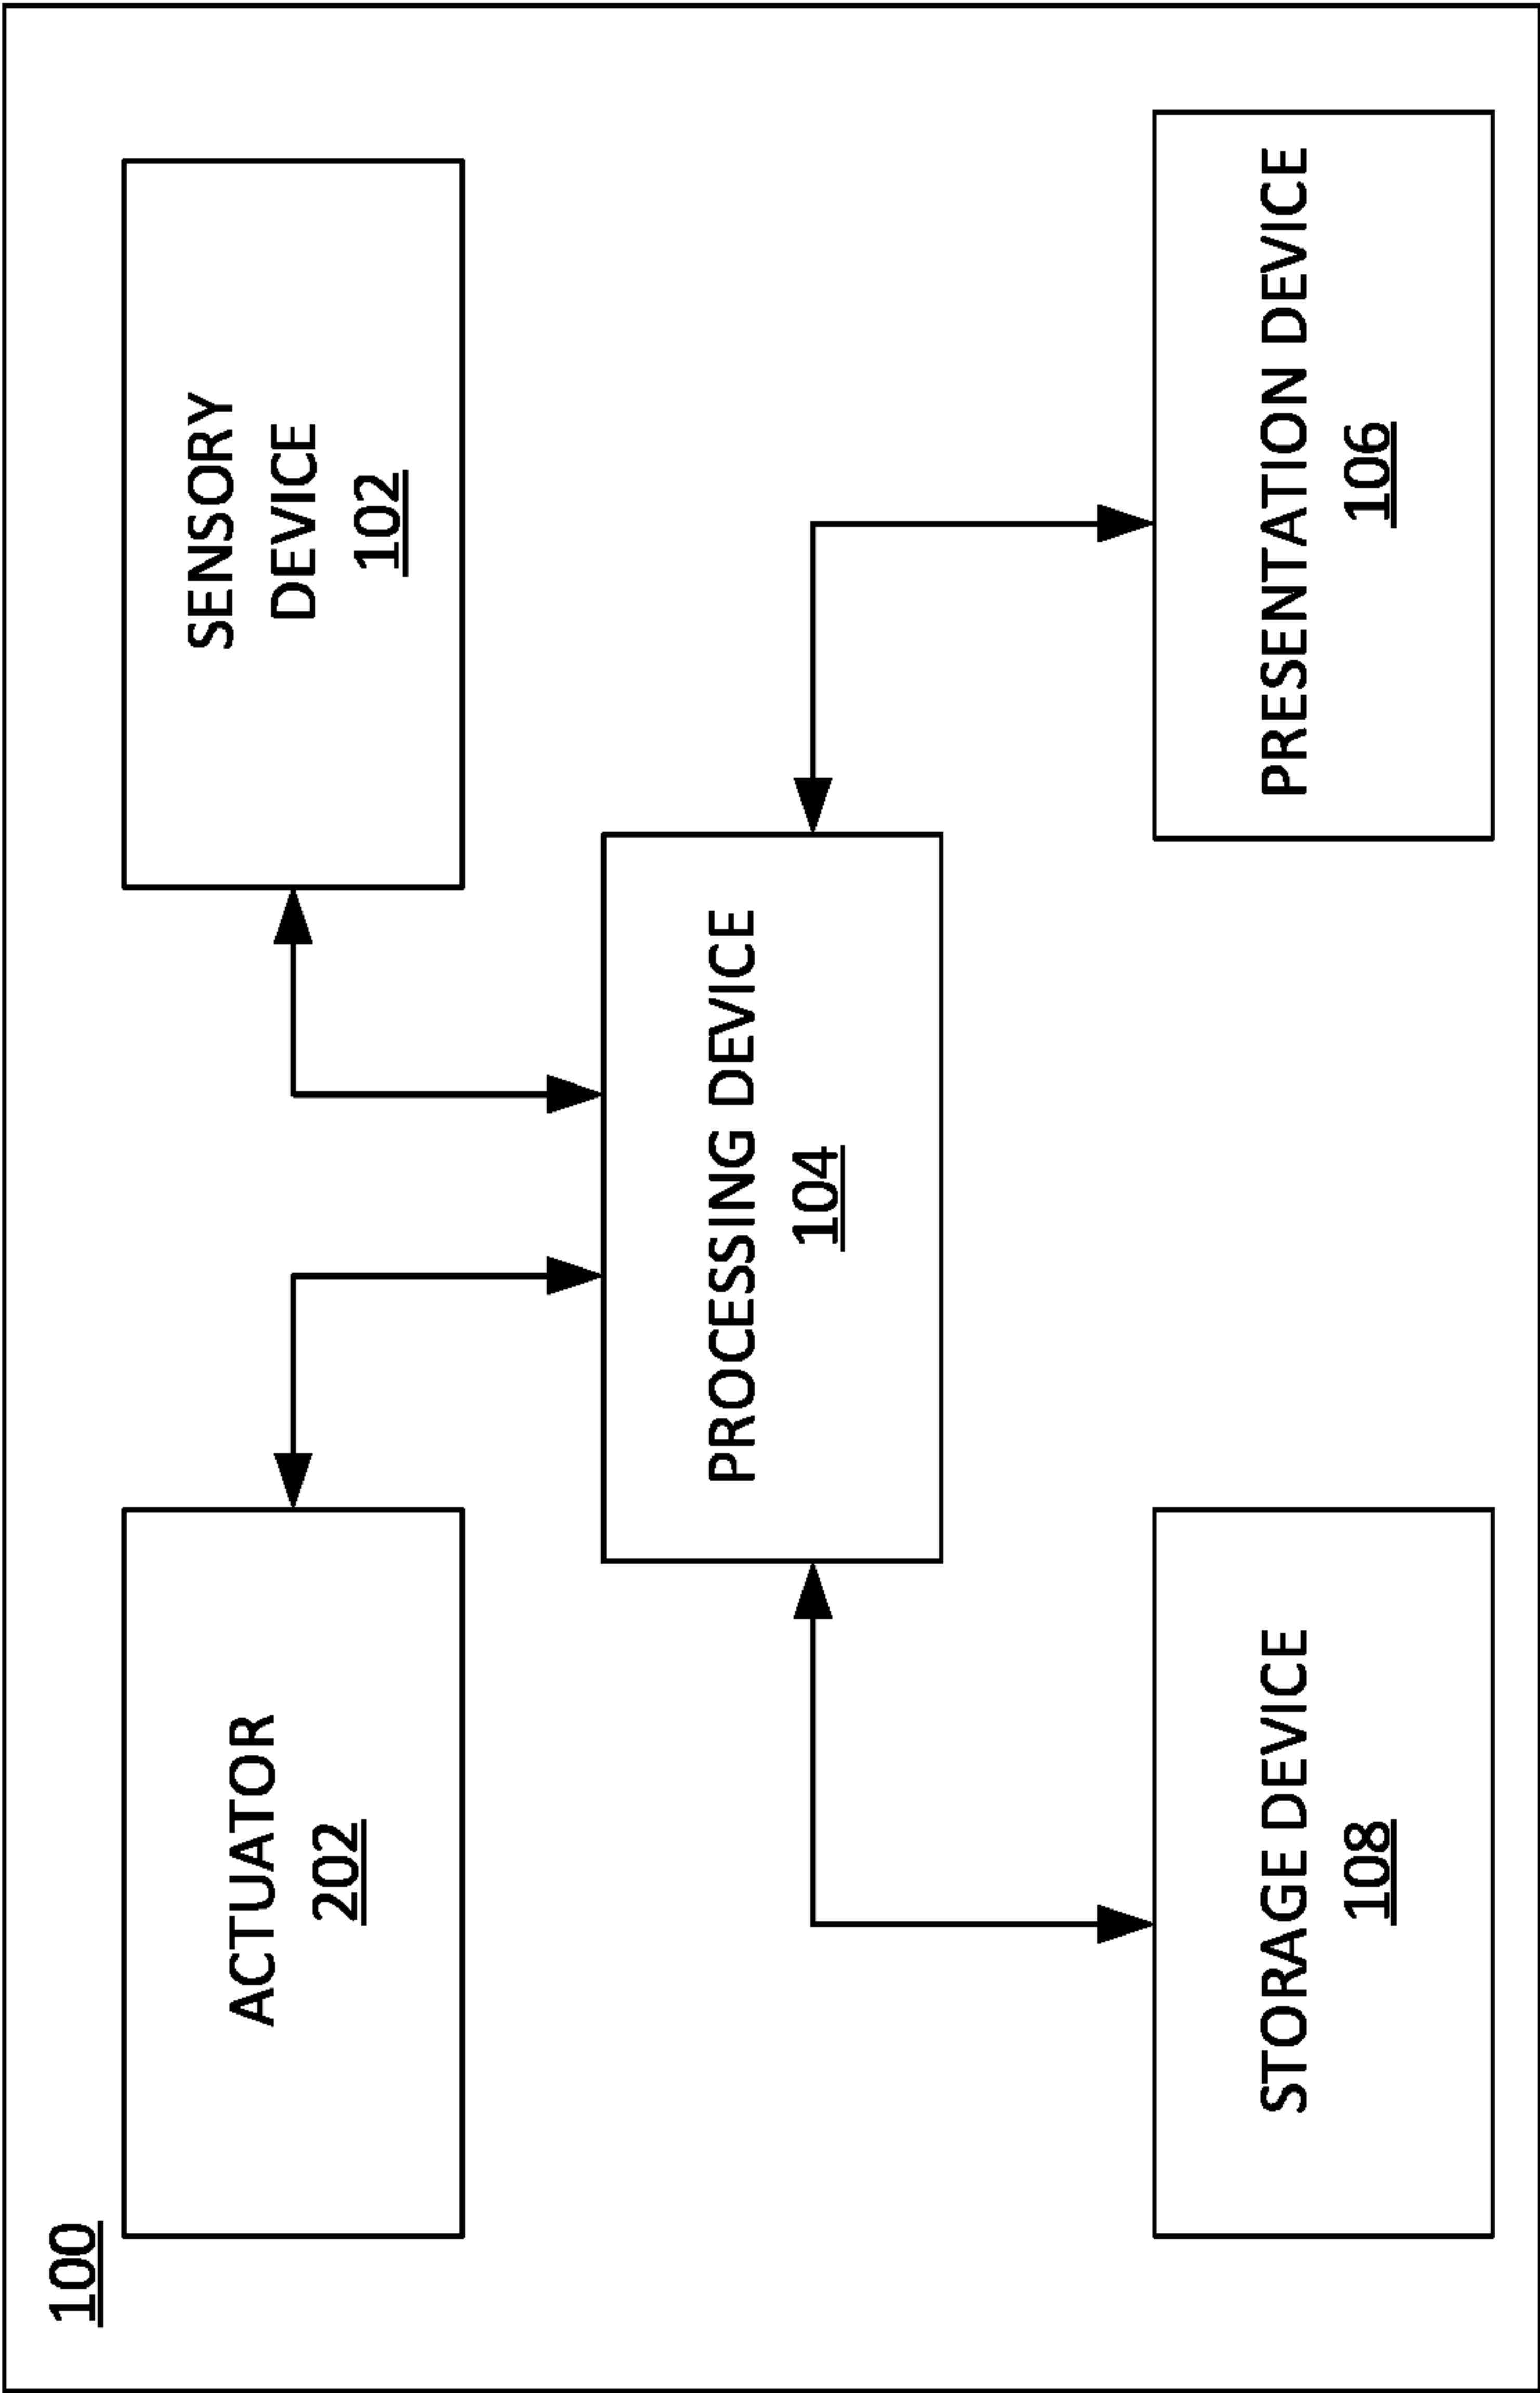 100
ACTUATOR
202
SENSORY
DEVICE
102
PROCESSING DEVICE
104
STORAGE DEVICE
108
PRESENTATION DEVICE
106